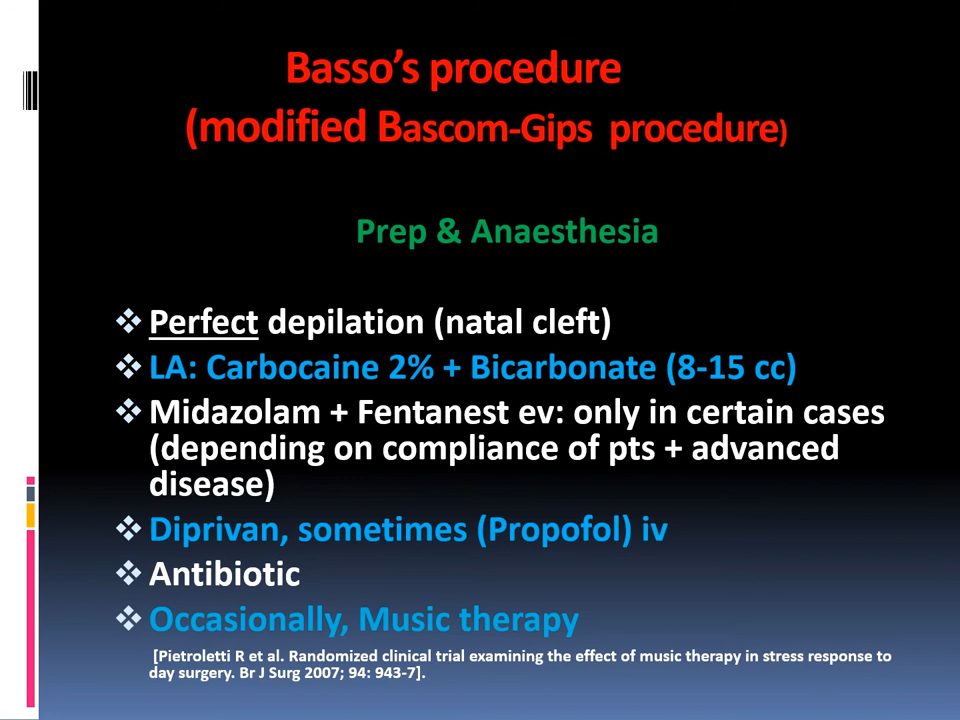 Basso's procedure
(modified Bascom-Gips procedure)
Prep & Anaesthesia
❖ Perfect depilation (natal cleft)
❖ LA: Carbocaine 2% + Bicarbonate (8-15 cc)
❖ Midazolam + Fentanest ev: only in certain cases
(depending on compliance of pts + advanced
disease)
❖ Diprivan, sometimes (Propofol) iv
❖ Antibiotic
❖ Occasionally, Music therapy
[Pietroletti R et al. Randomized clinical trial examining the effect of music therapy in stress response to
day surgery. Br J Surg 2007; 94: 943-7].